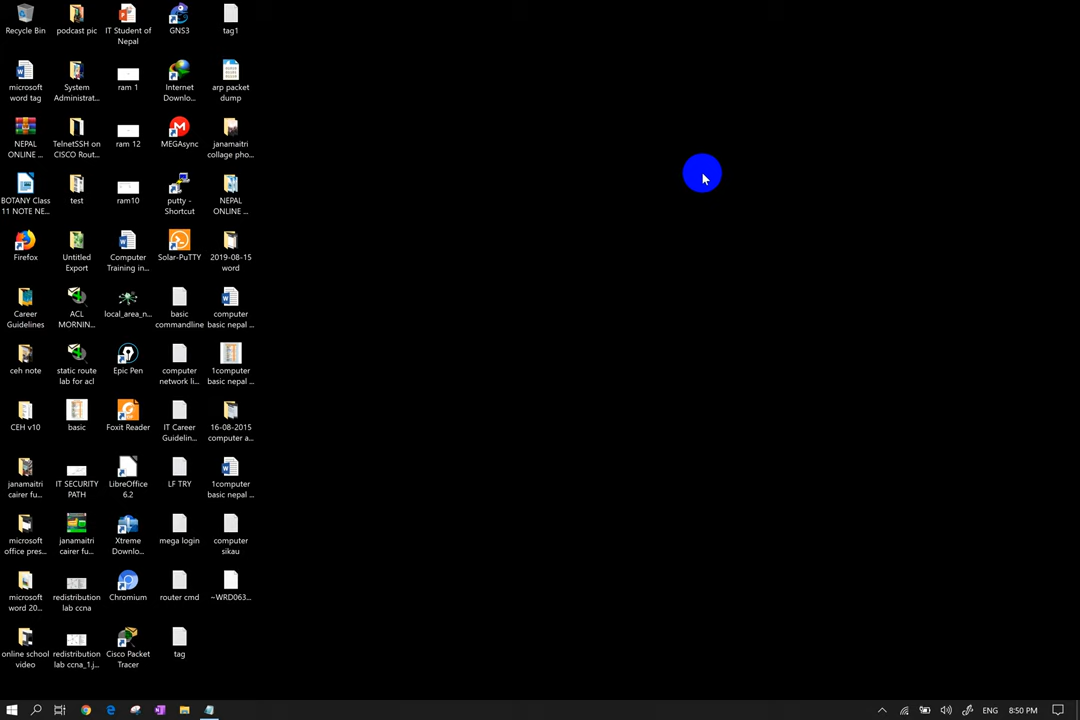 Recycle Bin
podcast pic
IT Student of
Nepal
GNS3
tag1
microsoft
word tag
System
Administrat...
ram 1
Internet
Downlo...
arp packet
dump
NEPAL
ONLINE ...
TelnetSSH on
CISCO Rout...
ram 12
MEGAsync
janamaitri
collage pho...
BOTANY Class
11 NOTE NE...
test
ram10
putty -
Shortcut
NEPAL
ONLINE ...
Firefox
Untitled
Export
Computer
Training in...
Solar-PuTTY
2019-08-15
word
Career
Guidelines
ACL
MORNIN...
local_area_n...
basic
commandline
computer
basic nepal ...
ceh note
static route
lab for acl
Epic Pen
computer
network li...
1computer
basic nepal ...
CEH v10
basic
Foxit Reader
IT Career
Guidelin...
16-08-2015
computer a...
janamaitri
cairer fu...
IT SECURITY
PATH
LibreOffice
6.2
LF TRY
1computer
basic nepal ...
microsoft
office pres...
janamaitri
cairer fu...
Xtreme
Downlo...
mega login
computer
sikau
microsoft
word 20...
redistribution
lab ccna
Chromium
router cmd
~WRD063...
online school
video
redistribution
lab ccna_1.j...
Cisco Packet
Tracer
tag
ENG
8:50 PM